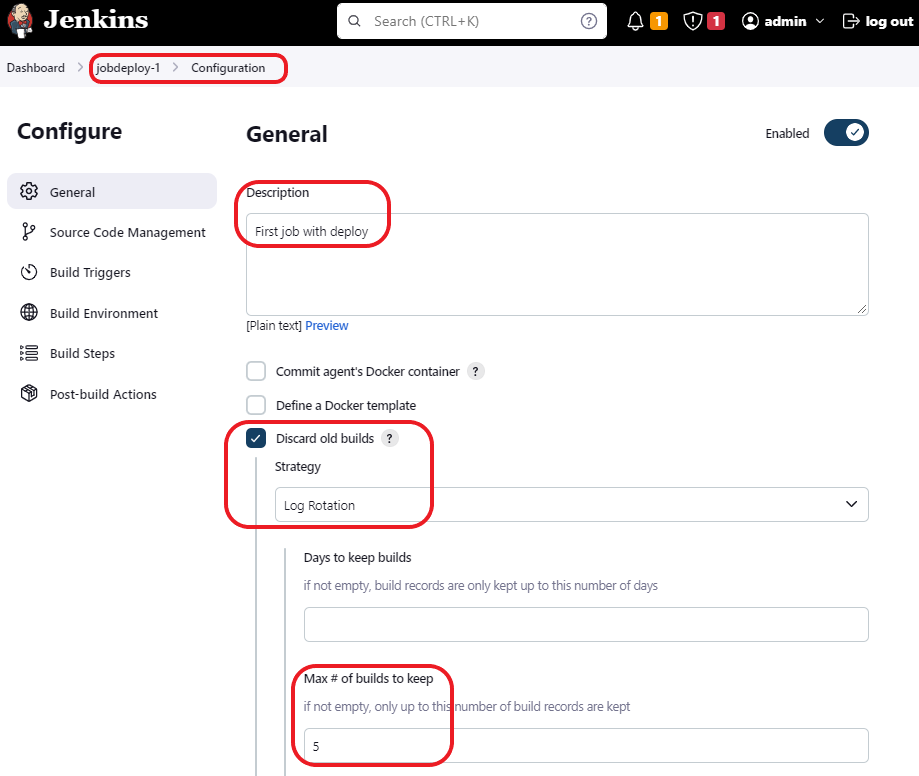 Jenkins
Search (CTRL+K) ?
1 1 admin log out
Dashboard > jobdeploy-1 > Configuration
Configure
General
Source Code Management
Build Triggers
Build Environment
Build Steps
Post-build Actions
General
Enabled
Description
First job with deploy
[Plain text] Preview
Commit agent's Docker container ?
Define a Docker template
Discard old builds ?
Strategy
Log Rotation
Days to keep builds
if not empty, build records are only kept up to this number of days
Max # of builds to keep
if not empty, only up to this number of build records are kept
5